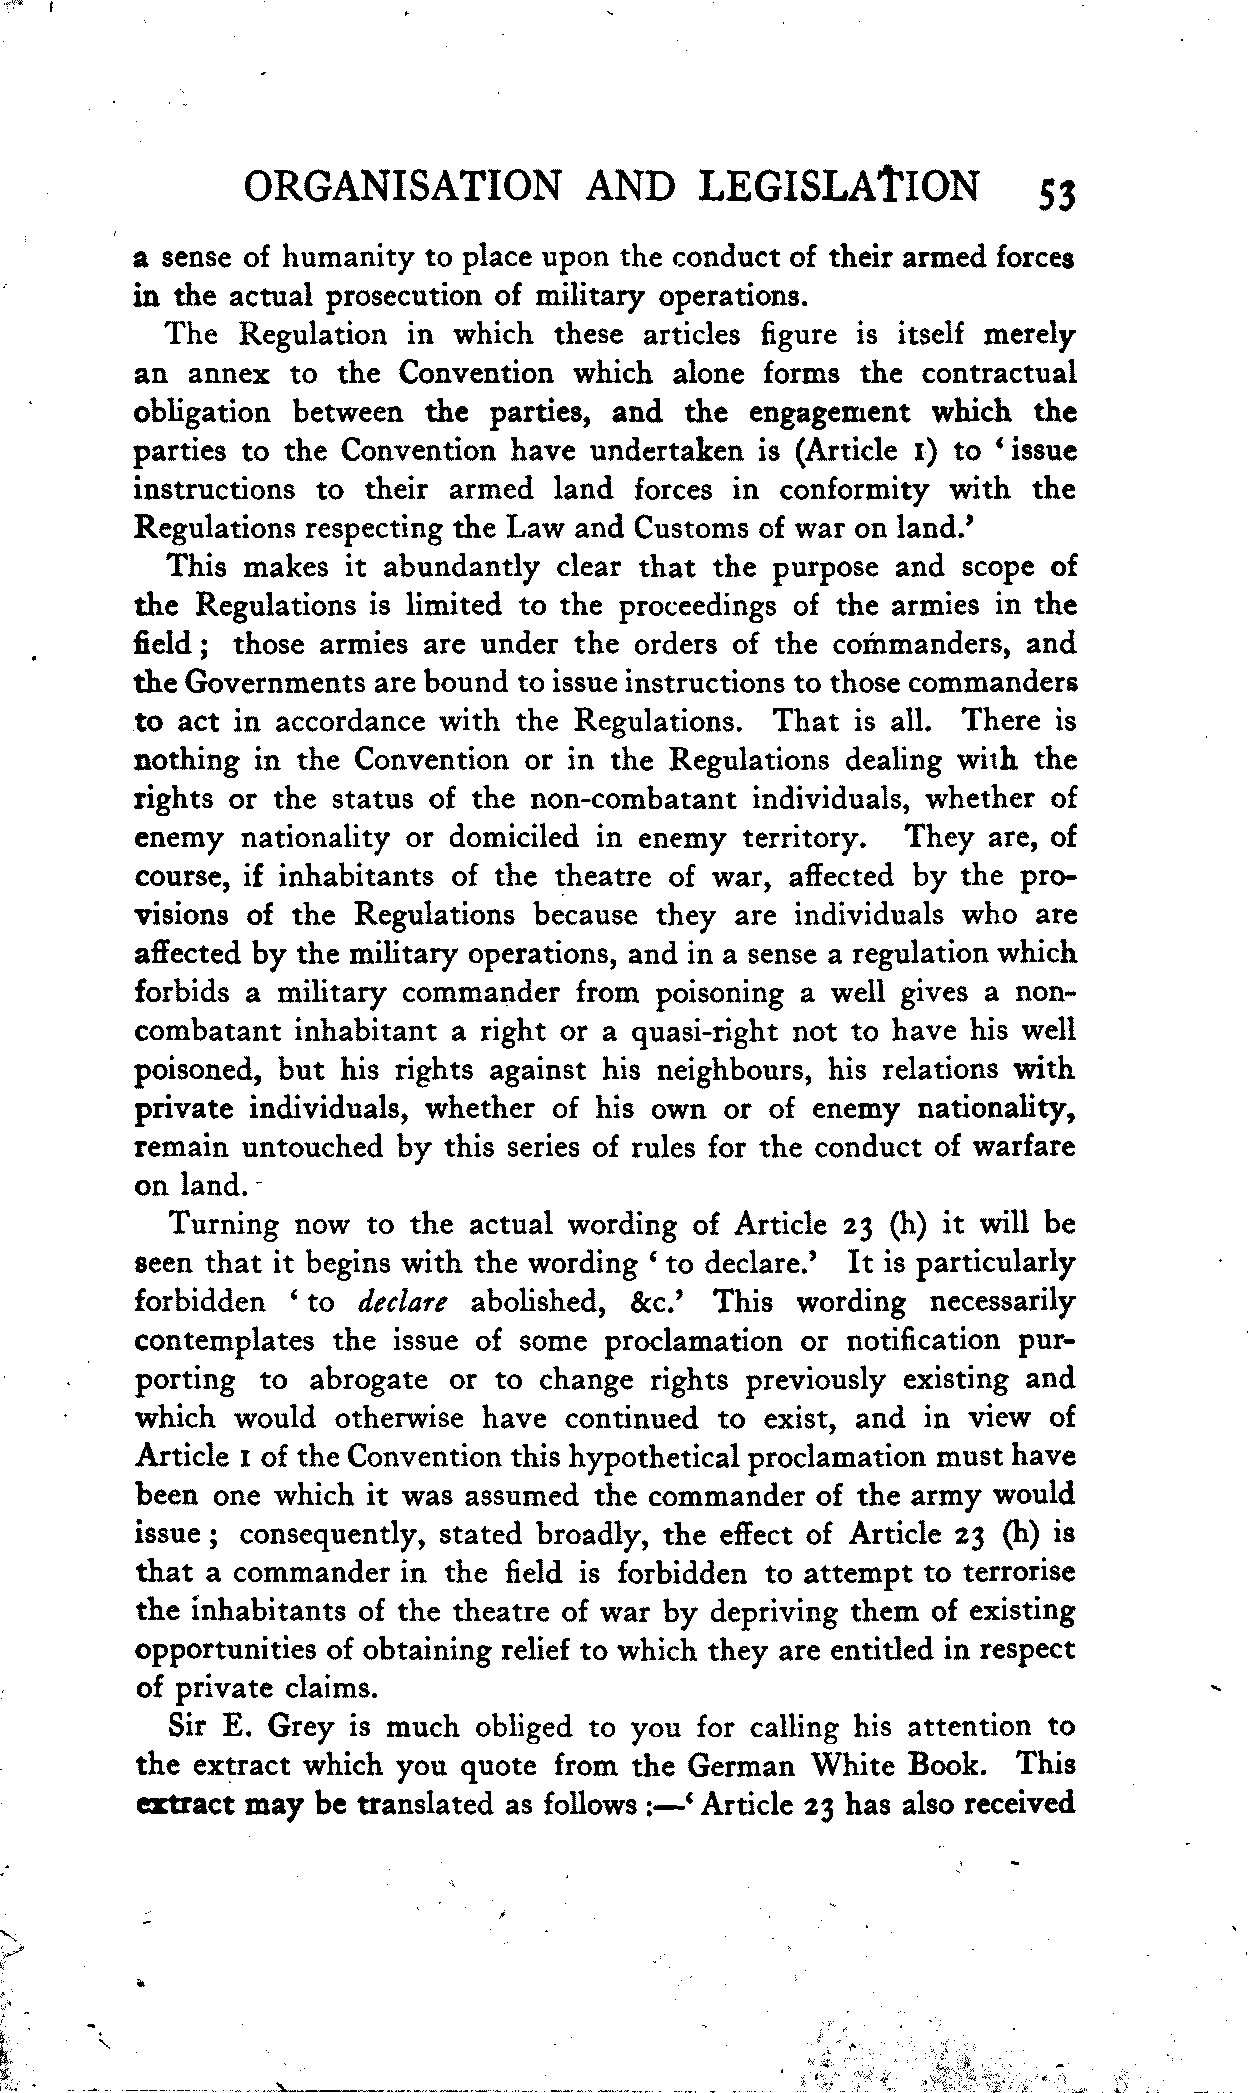 ORGANISATION AND LEGISLATION 53
a sense of humanity to place upon the conduct of their armed forces
in the actual prosecution of military operations.
The Regulation in which these articles figure is itself merely
an annex to the Convention which alone forms the contractual
obligation between the parties, and the engagement which the
parties to the Convention have undertaken is (Article 1) to ‘issue
instructions to their armed land forces in conformity with the
Regulations respecting the Law and Customs of war on land.’
This makes it abundantly clear that the purpose and scope of
the Regulations is limited to the proceedings of the armies in the
field; those armies are under the orders of the commanders, and
the Governments are bound to issue instructions to those commanders
to act in accordance with the Regulations. That is all. There is
nothing in the Convention or in the Regulations dealing with the
rights or the status of the non-combatant individuals, whether of
enemy nationality or domiciled in enemy territory. They are, of
course, if inhabitants of the theatre of war, affected by the pro-
visions of the Regulations because they are individuals who are
affected by the military operations, and in a sense a regulation which
forbids a military commander from poisoning a well gives a non-
combatant inhabitant a right or a quasi-right not to have his well
poisoned, but his rights against his neighbours, his relations with
private individuals, whether of his own or of enemy nationality,
remain untouched by this series of rules for the conduct of warfare
on land.
Turning now to the actual wording of Article 23 (h) it will be
seen that it begins with the wording ‘to declare.’ It is particularly
forbidden ‘to declare abolished, &c.’ This wording necessarily
contemplates the issue of some proclamation or notification pur-
porting to abrogate or to change rights previously existing and
which would otherwise have continued to exist, and in view of
Article 1 of the Convention this hypothetical proclamation must have
been one which it was assumed the commander of the army would
issue; consequently, stated broadly, the effect of Article 23 (h) is
that a commander in the field is forbidden to attempt to terrorise
the inhabitants of the theatre of war by depriving them of existing
opportunities of obtaining relief to which they are entitled in respect
of private claims.
Sir E. Grey is much obliged to you for calling his attention to
the extract which you quote from the German White Book. This
extract may be translated as follows:—‘Article 23 has also received